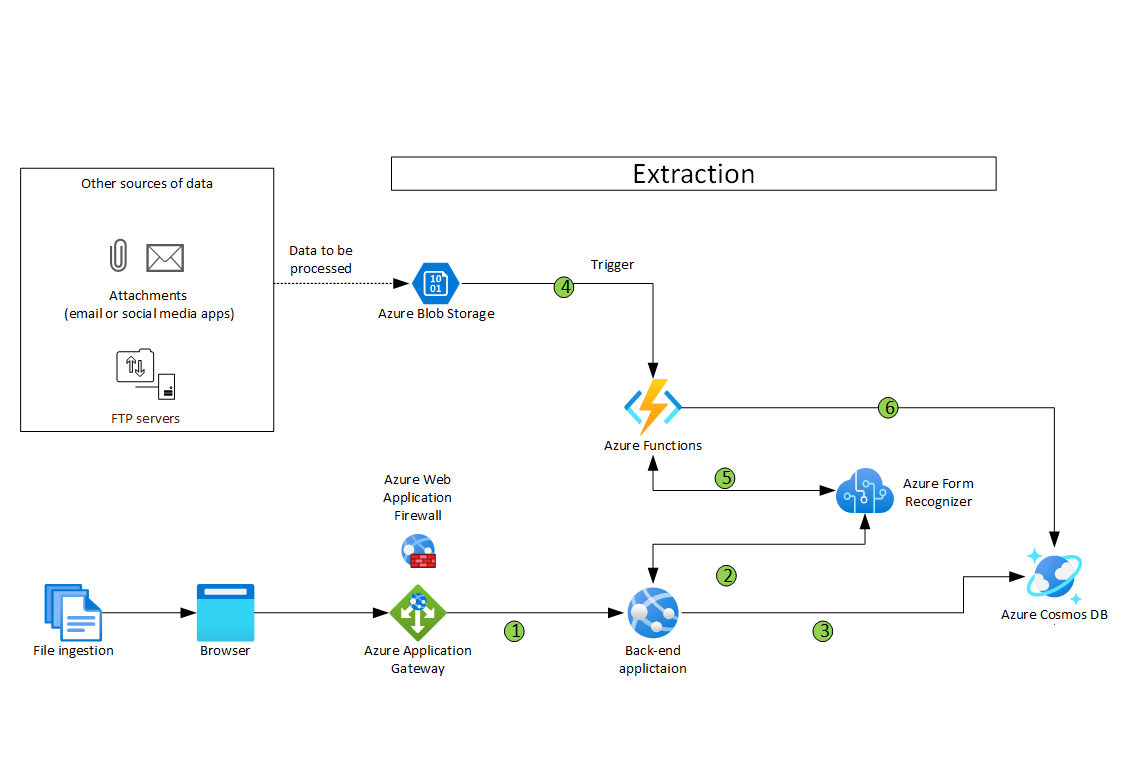 Extraction
Other sources of data
Attachments
(email or social media apps)
FTP servers
Data to be
processed
10
01
Azure Blob Storage
4
Trigger
Azure Functions
6
5
Azure Form
Recognizer
Azure Web
Application
Firewall
2
File ingestion
Browser
Azure Application
Gateway
1
Back-end
applictaion
3
Azure Cosmos DB